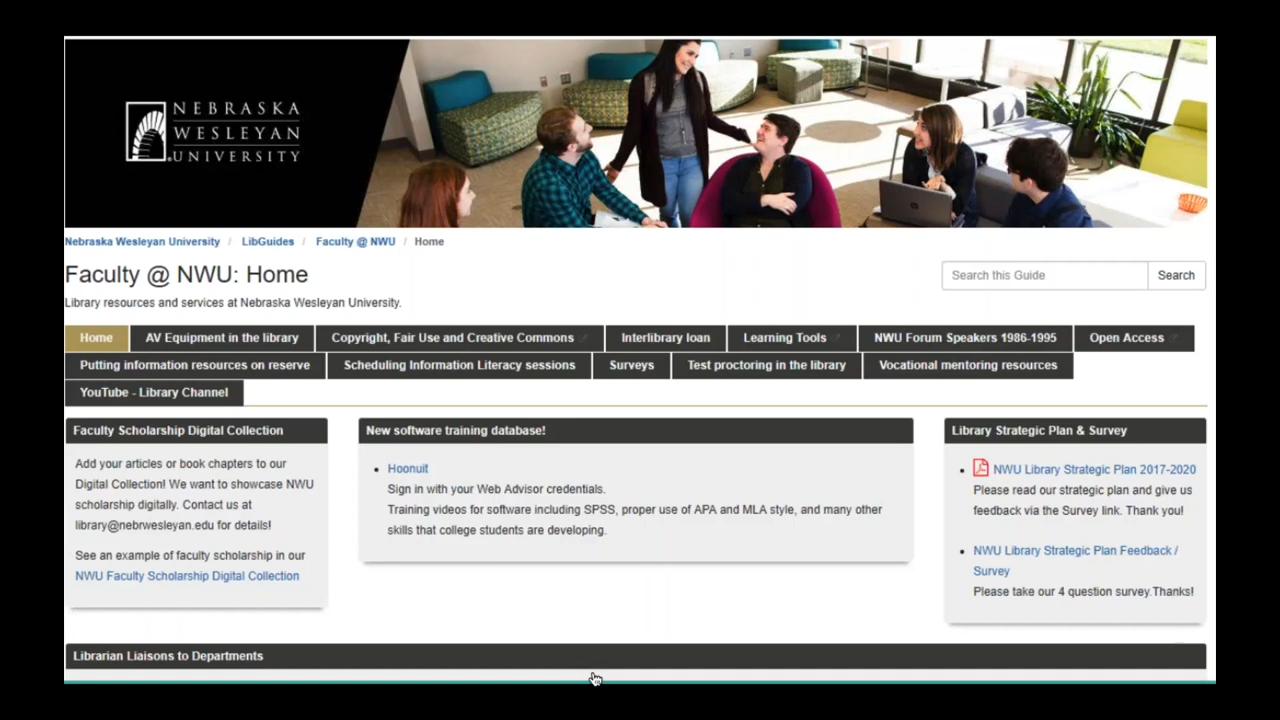 NEBRASKA
WESLEYAN
UNIVERSITY
Nebraska Wesleyan University / LibGuides / Faculty @ NWU / Home
Faculty @ NWU: Home
Search this Guide Search
Library resources and services at Nebraska Wesleyan University.
Home AV Equipment in the library Copyright, Fair Use and Creative Commons Interlibrary loan Learning Tools NWU Forum Speakers 1986-1995 Open Access
Putting information resources on reserve Scheduling Information Literacy sessions Surveys Test proctoring in the library Vocational mentoring resources
YouTube - Library Channel
Faculty Scholarship Digital Collection
Add your articles or book chapters to our
Digital Collection! We want to showcase NWU
scholarship digitally. Contact us at
library@nebrwesleyan.edu for details!
See an example of faculty scholarship in our
NWU Faculty Scholarship Digital Collection
New software training database!
• Hoonuit
Sign in with your Web Advisor credentials.
Training videos for software including SPSS, proper use of APA and MLA style, and many other
skills that college students are developing.
Library Strategic Plan & Survey
• NWU Library Strategic Plan 2017-2020
Please read our strategic plan and give us
feedback via the Survey link. Thank you!
• NWU Library Strategic Plan Feedback /
Survey
Please take our 4 question survey.Thanks!
Librarian Liaisons to Departments